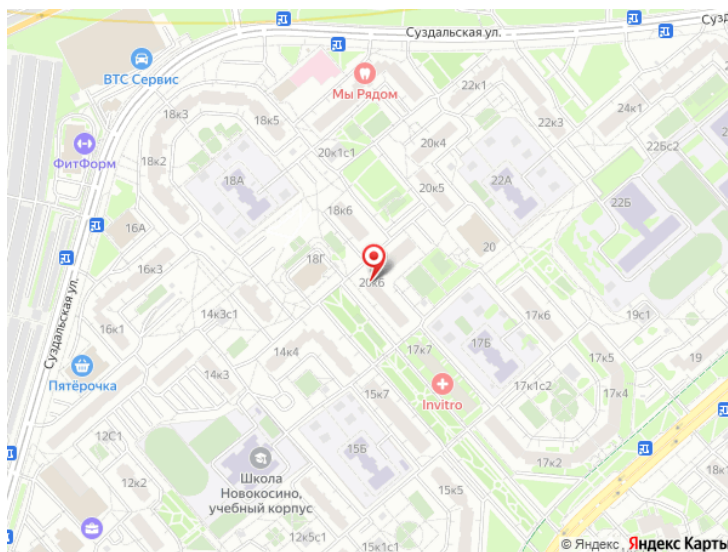 Суздальская ул.
Сузд
ВТС Сервис
Мы Рядом
22к1
24к1
18к3
18к5
22к3
20к4
22Бс2
ФитФорм
18к2
20к1с1
18А
20к5
22А
22Б
18к6
16А
20
18Г
16к3
20к6
Суздальская ул.
14к3с1
19с1
17к6
16к1
17Б
14к4
17к7
17к5
19
Пятёрочка
14к3
Invitro
17к1с2
17к4
15к7
12С1
15Б
17к2
Школа
Новокосино,
учебный корпус
12к2
15к5
12к5с1
15к1с1
© Яндекс
Яндекс Карты